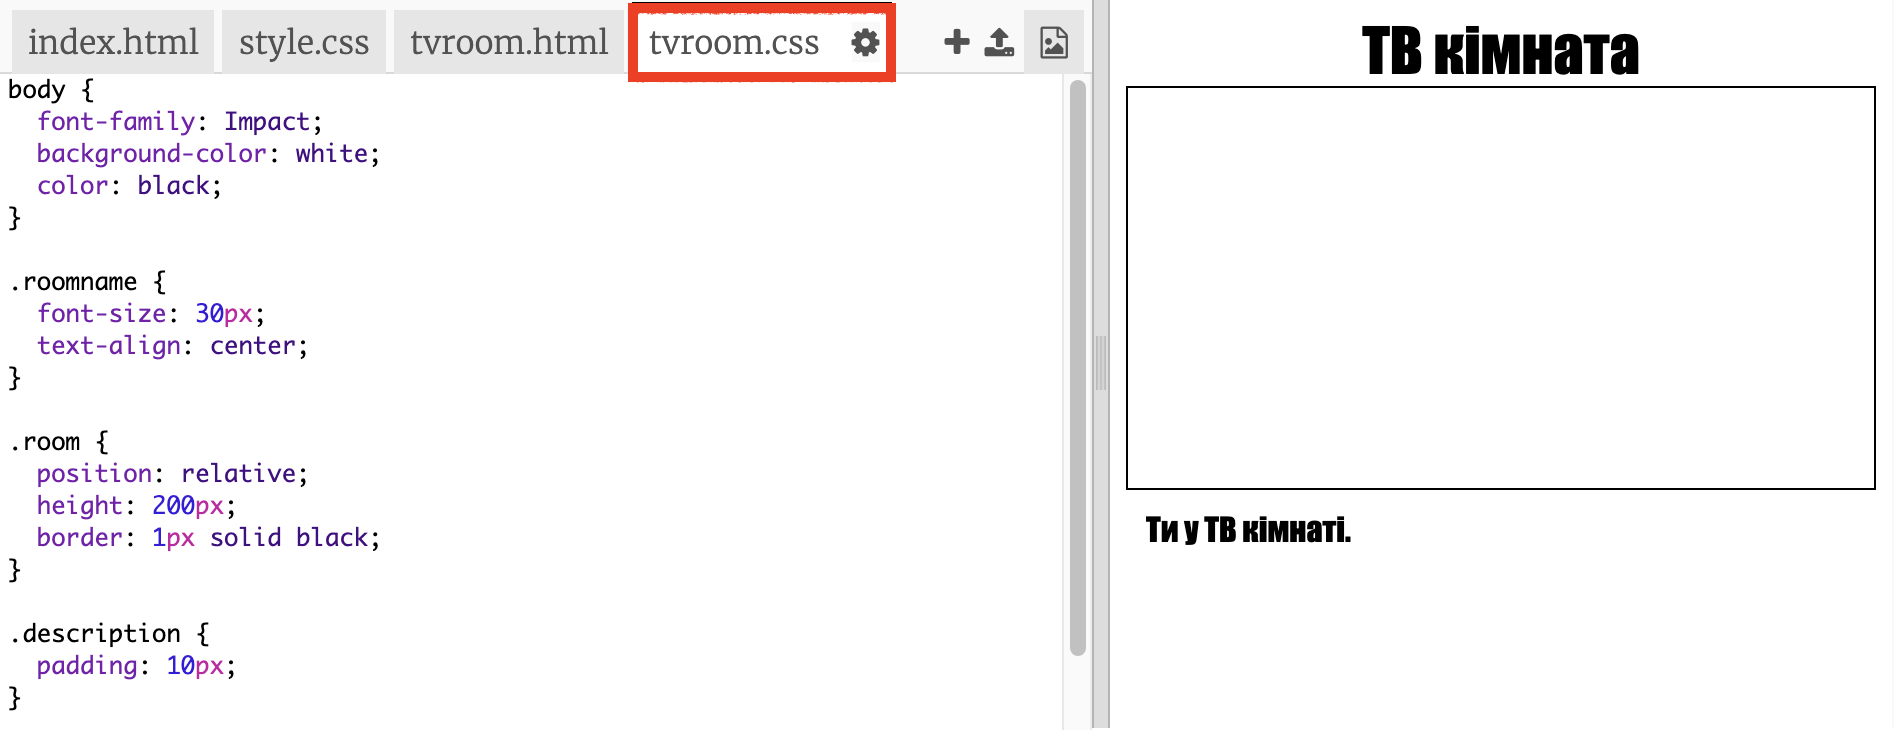 index.html style.css tvroom.html tvroom.css
body {
  font-family: Impact;
  background-color: white;
  color: black;
}
.roomname {
  font-size: 30px;
  text-align: center;
}
.room {
  position: relative;
  height: 200px;
  border: 1px solid black;
}
.description {
  padding: 10px;
}
ТВ кімната
Ти у ТВ кімнаті.